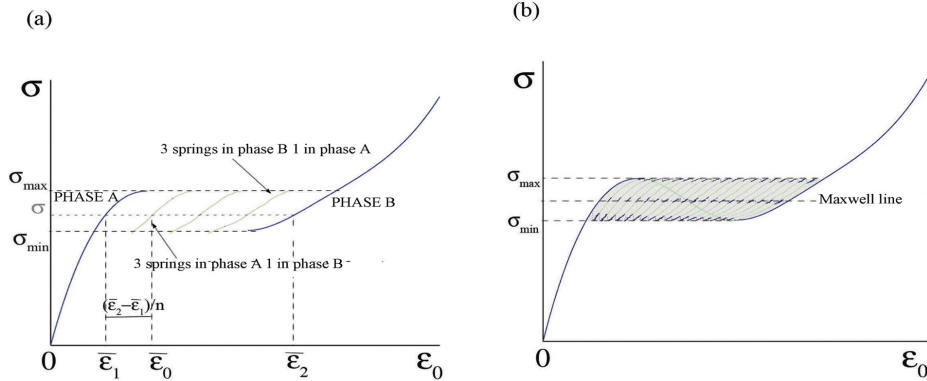 (a)
σ
3 springs in phase B 1 in phase A
σmax
PHASE A
PHASE B
σ
σmin
3 springs in phase A 1 in phase B
(ε̅2−ε̅1)/n
0
ε̅1
ε̅0
ε̅2
ε0
(b)
σ
σmax
Maxwell line
σmin
0
ε0